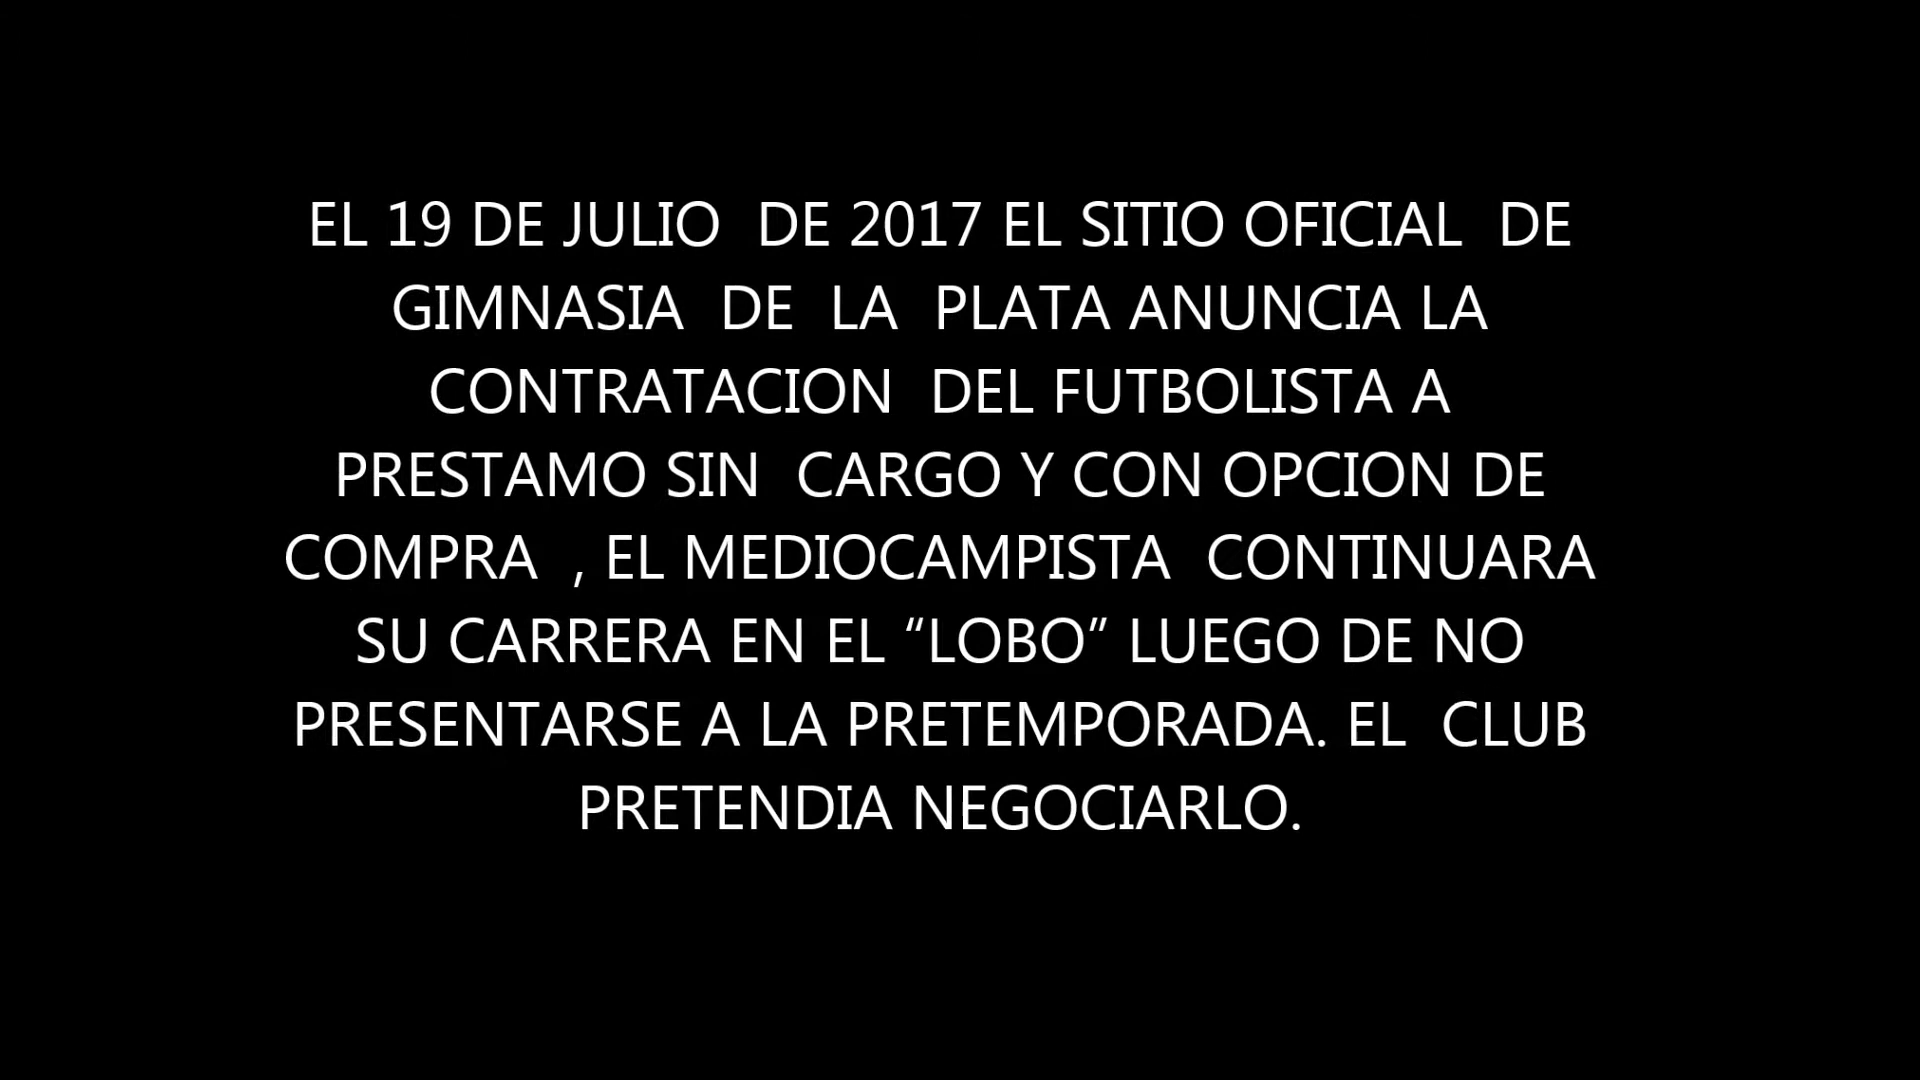 EL 19 DE JULIO  DE 2017 EL SITIO OFICIAL  DE
GIMNASIA  DE  LA  PLATA ANUNCIA LA
CONTRATACION  DEL FUTBOLISTA A
PRESTAMO SIN  CARGO Y CON OPCION DE
COMPRA  , EL MEDIOCAMPISTA  CONTINUARA
SU CARRERA EN EL “LOBO” LUEGO DE NO
PRESENTARSE A LA PRETEMPORADA. EL  CLUB
PRETENDIA NEGOCIARLO.